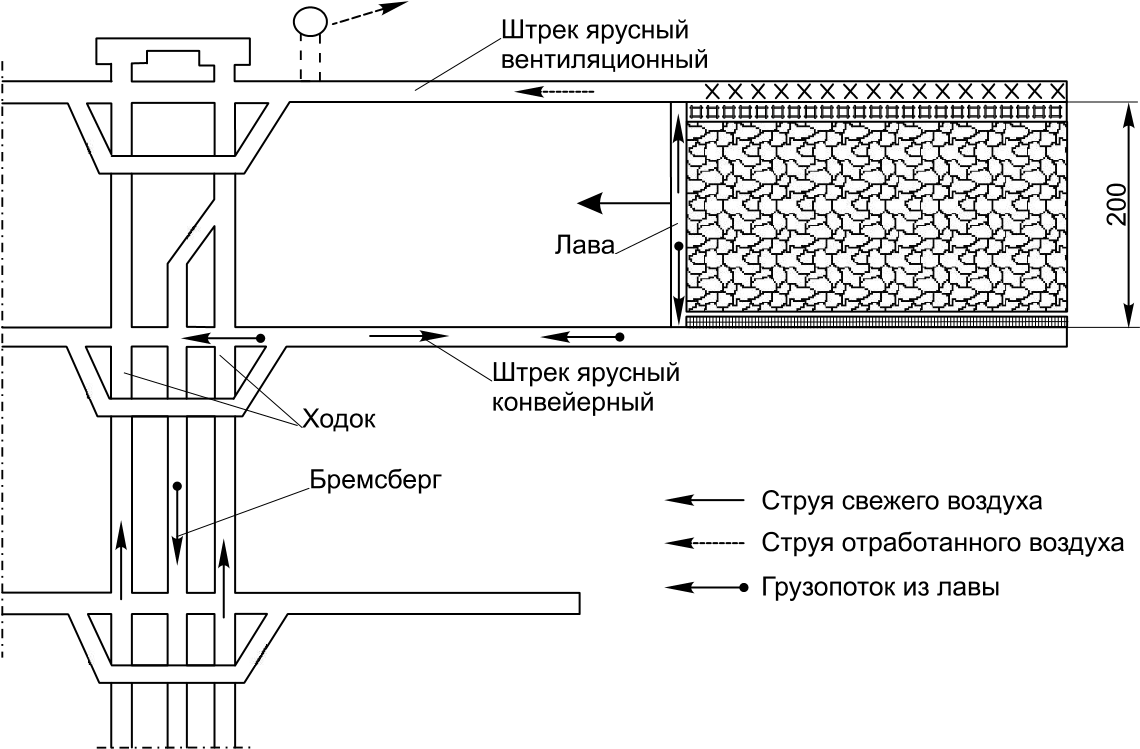 Штрек ярусный
вентиляционный
Лава
200
Штрек ярусный
конвейерный
Ходок
Бремсберг
Струя свежего воздуха
Струя отработанного воздуха
Грузопоток из лавы